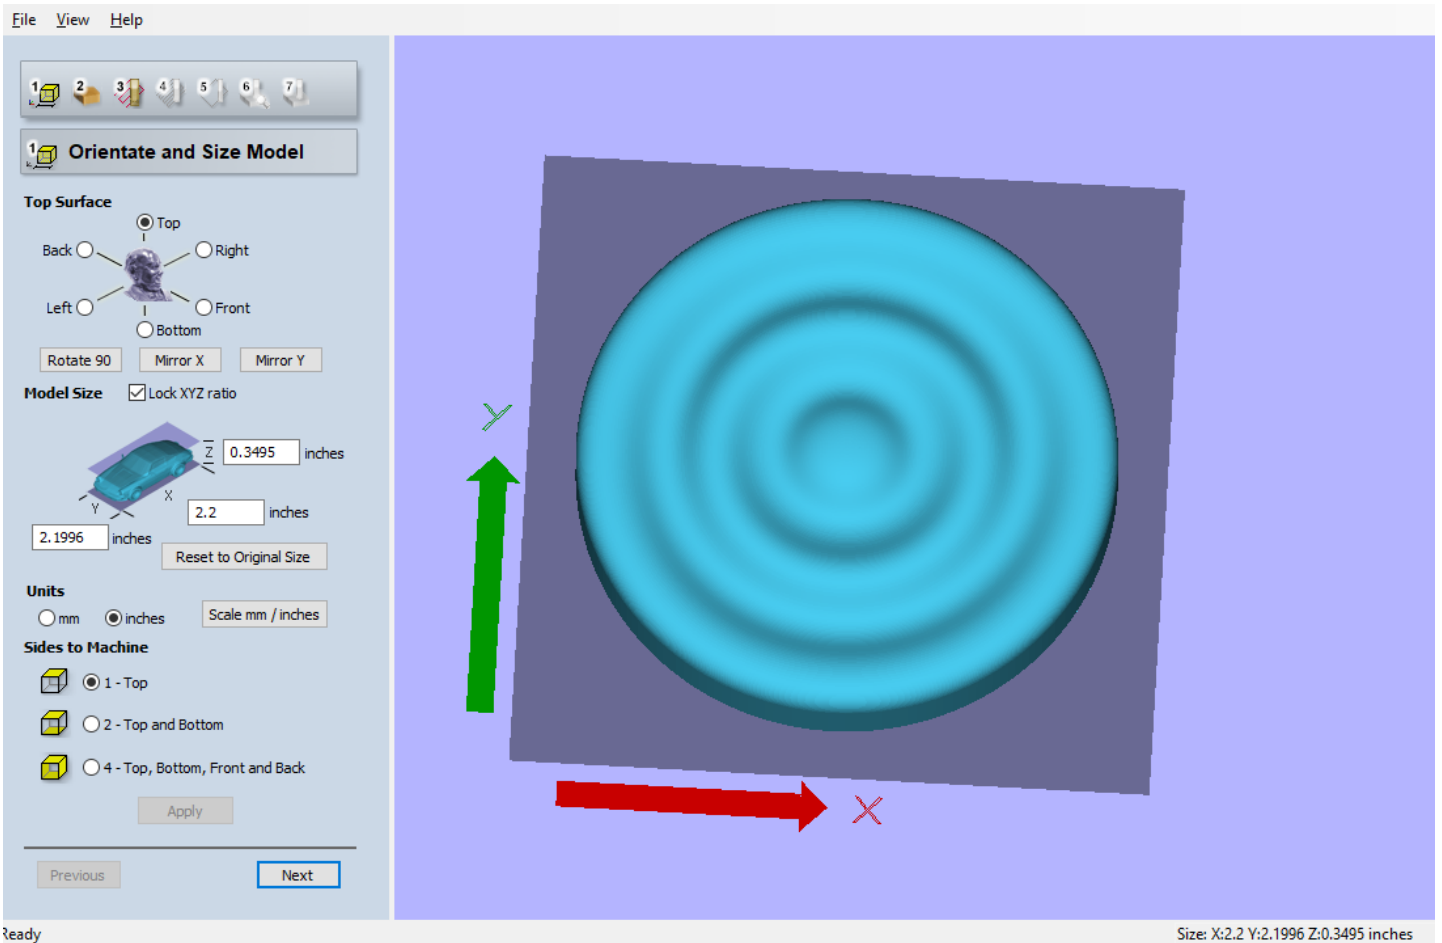 File View Help
1 2 3 4 5 6 7
1 Orientate and Size Model
Top Surface
Top
Back Right
Left Front
Bottom
Rotate 90 Mirror X Mirror Y
Model Size Lock XYZ ratio
Z 0.3495 inches
X
Y 2.2 inches
2.1996 inches
Reset to Original Size
Units
mm inches Scale mm / inches
Sides to Machine
1 - Top
2 - Top and Bottom
4 - Top, Bottom, Front and Back
Apply
Previous Next
Y
X
Ready Size: X:2.2 Y:2.1996 Z:0.3495 inches